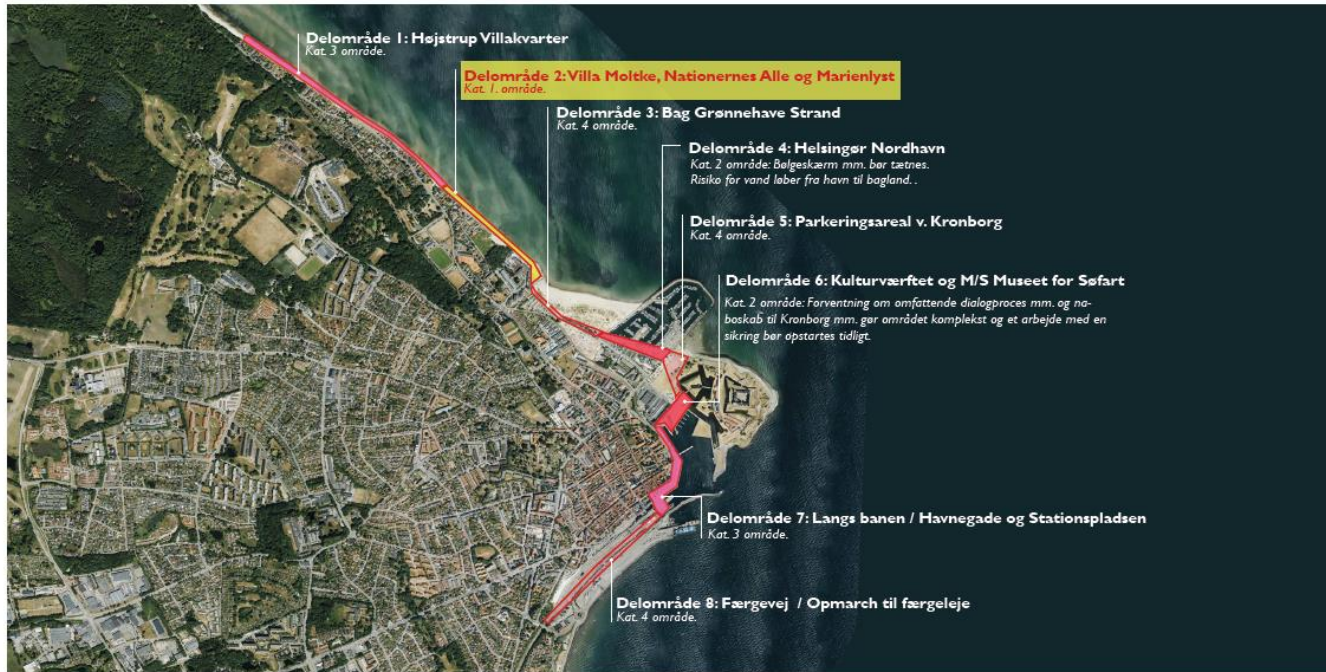 Delområde 1: Højstrup Villakvarter
Kat. 3 område.
Delområde 2: Villa Moltke, Nationernes Alle og Marienlyst
Kat. 1. område.
Delområde 3: Bag Grønnehave Strand
Kat. 4 område.
Delområde 4: Helsingør Nordhavn
Kat. 2 område: Bølgeskærm mm. bør tætnes.
Risiko for vand løber fra havn til bagland. .
Delområde 5: Parkeringsareal v. Kronborg
Kat. 4 område.
Delområde 6: Kulturværftet og M/S Museet for Søfart
Kat. 2 område: Forventning om omfattende dialogproces mm. og na-
boskab til Kronborg mm. gør området komplekst og et arbejde med en
sikring bør opstartes tidligt.
Delområde 7: Langs banen / Havnegade og Stationspladsen
Kat. 3 område.
Delområde 8: Færgevej / Opmarch til færgeleje
Kat. 4 område.